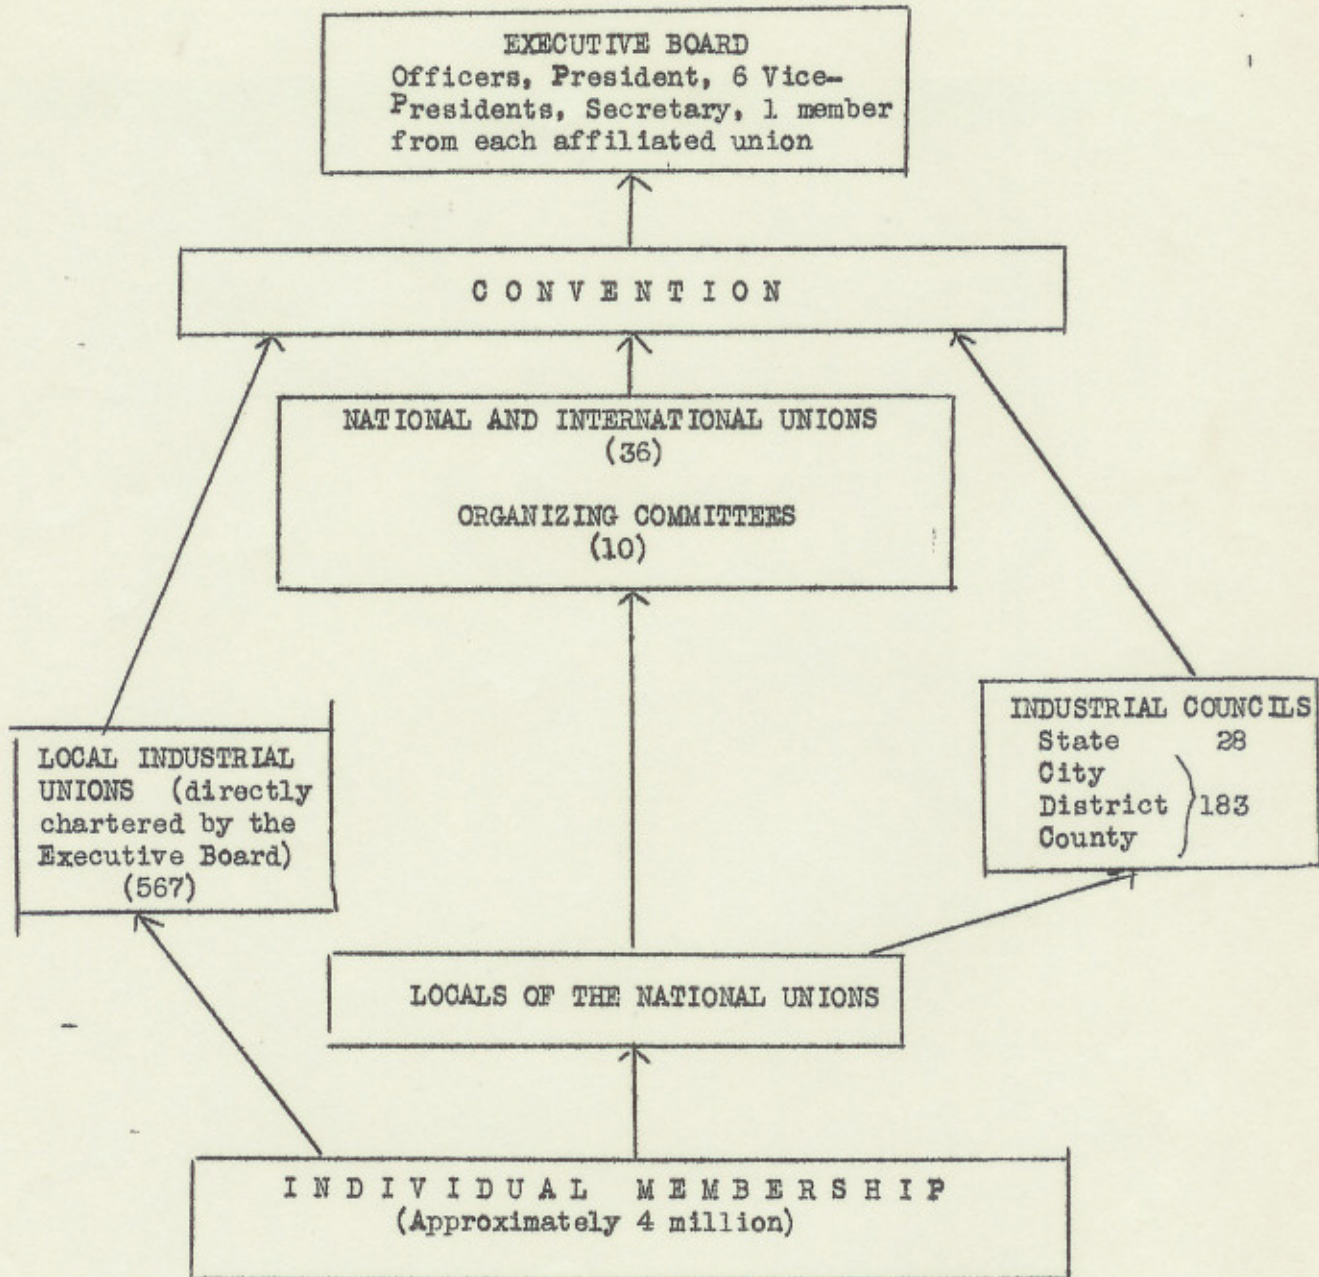 EXECUTIVE BOARD
Officers, President, 6 Vice-
Presidents, Secretary, 1 member
from each affiliated union
C O N V E N T I O N
NATIONAL AND INTERNATIONAL UNIONS
(36)
ORGANIZING COMMITTEES
(10)
LOCAL INDUSTRIAL
UNIONS (directly
chartered by the
Executive Board)
(567)
INDUSTRIAL COUNCILS
State 28
City
District 183
County
LOCALS OF THE NATIONAL UNIONS
I N D I V I D U A L M E M B E R S H I P
(Approximately 4 million)